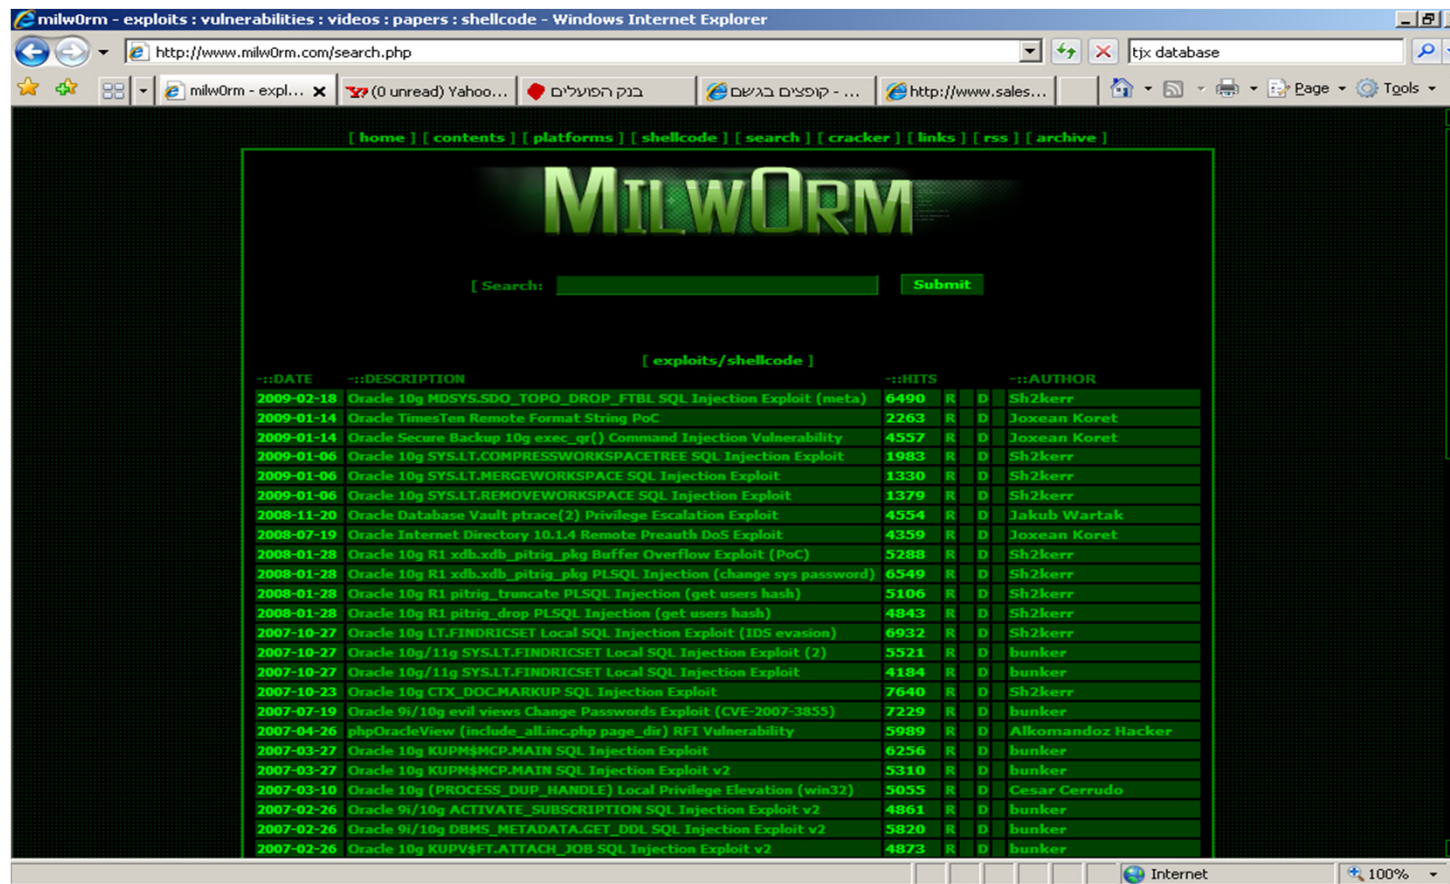 milw0rm - exploits : vulnerabilities : videos : papers : shellcode - Windows Internet Explorer
http://www.milw0rm.com/search.php tjx database
milw0rm - expl... (0 unread) Yahoo... בנק הפועלים קופצים בגשם - ... http://www.sales... Page Tools
[ home ] [ contents ] [ platforms ] [ shellcode ] [ search ] [ cracker ] [ links ] [ rss ] [ archive ]
MILW0RM
[ Search: Submit
[ exploits/shellcode ]
-::DATE -::DESCRIPTION -::HITS -::AUTHOR
2009-02-18 Oracle 10g MDSYS.SDO_TOPO_DROP_FTBL SQL Injection Exploit (meta) 6490 R D Sh2kerr
2009-01-14 Oracle TimesTen Remote Format String PoC 2263 R D Joxean Koret
2009-01-14 Oracle Secure Backup 10g exec_qr() Command Injection Vulnerability 4557 R D Joxean Koret
2009-01-06 Oracle 10g SYS.LT.COMPRESSWORKSPACETREE SQL Injection Exploit 1983 R D Sh2kerr
2009-01-06 Oracle 10g SYS.LT.MERGEWORKSPACE SQL Injection Exploit 1330 R D Sh2kerr
2009-01-06 Oracle 10g SYS.LT.REMOVEWORKSPACE SQL Injection Exploit 1379 R D Sh2kerr
2008-11-20 Oracle Database Vault ptrace(2) Privilege Escalation Exploit 4554 R D Jakub Wartak
2008-07-19 Oracle Internet Directory 10.1.4 Remote Preauth DoS Exploit 4359 R D Joxean Koret
2008-01-28 Oracle 10g R1 xdb.xdb_pitrig_pkg Buffer Overflow Exploit (PoC) 5288 R D Sh2kerr
2008-01-28 Oracle 10g R1 xdb.xdb_pitrig_pkg PLSQL Injection (change sys password) 6549 R D Sh2kerr
2008-01-28 Oracle 10g R1 pitrig_truncate PLSQL Injection (get users hash) 5106 R D Sh2kerr
2008-01-28 Oracle 10g R1 pitrig_drop PLSQL Injection (get users hash) 4843 R D Sh2kerr
2007-10-27 Oracle 10g LT.FINDRICSET Local SQL Injection Exploit (IDS evasion) 6932 R D Sh2kerr
2007-10-27 Oracle 10g/11g SYS.LT.FINDRICSET Local SQL Injection Exploit (2) 5521 R D bunker
2007-10-27 Oracle 10g/11g SYS.LT.FINDRICSET Local SQL Injection Exploit 4184 R D bunker
2007-10-23 Oracle 10g CTX_DOC.MARKUP SQL Injection Exploit 7640 R D Sh2kerr
2007-07-19 Oracle 9i/10g evil views Change Passwords Exploit (CVE-2007-3855) 7229 R D bunker
2007-04-26 phpOracleView (include_all.inc.php page_dir) RFI Vulnerability 5989 R D Alkomandoz Hacker
2007-03-27 Oracle 10g KUPM$MCP.MAIN SQL Injection Exploit 6256 R D bunker
2007-03-27 Oracle 10g KUPM$MCP.MAIN SQL Injection Exploit v2 5310 R D bunker
2007-03-10 Oracle 10g (PROCESS_DUP_HANDLE) Local Privilege Elevation (win32) 5055 R D Cesar Cerrudo
2007-02-26 Oracle 9i/10g ACTIVATE_SUBSCRIPTION SQL Injection Exploit v2 4861 R D bunker
2007-02-26 Oracle 9i/10g DBMS_METADATA.GET_DDL SQL Injection Exploit v2 5820 R D bunker
2007-02-26 Oracle 10g KUPV$FT.ATTACH_JOB SQL Injection Exploit v2 4873 R D bunker
Internet 100%